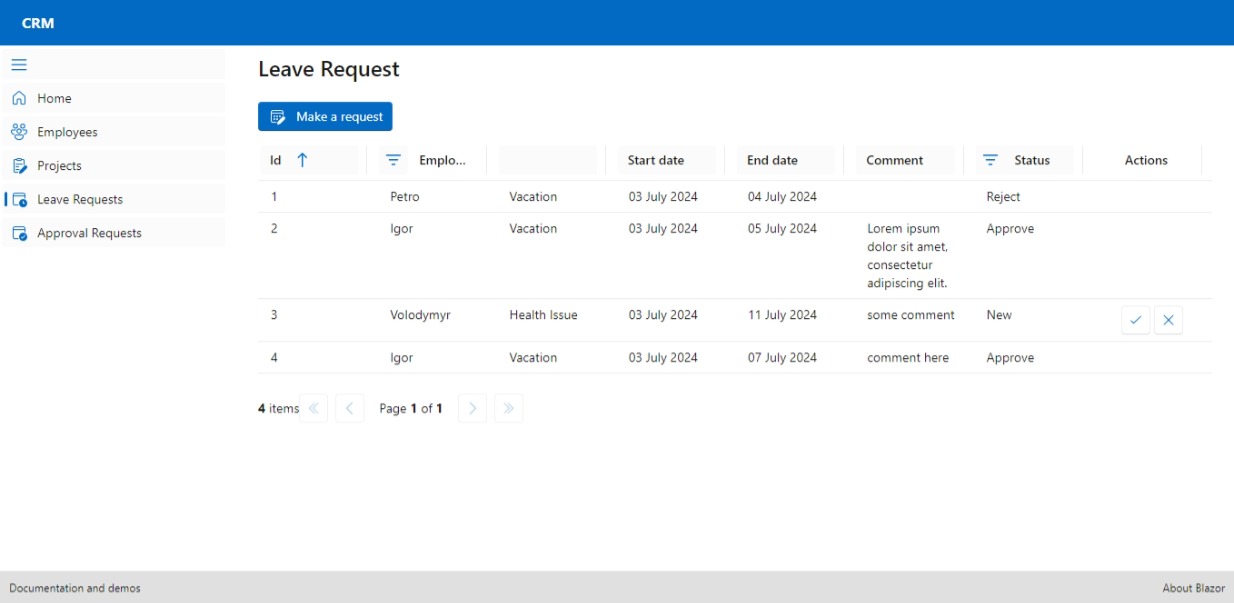 CRM
Home
Employees
Projects
Leave Requests
Approval Requests
Leave Request
Make a request
Id Emplo... Start date End date Comment Status Actions
1 Petro Vacation 03 July 2024 04 July 2024 Reject
2 Igor Vacation 03 July 2024 05 July 2024 Lorem ipsum Approve
dolor sit amet,
consectetur
adipiscing elit.
3 Volodymyr Health Issue 03 July 2024 11 July 2024 some comment New
4 Igor Vacation 03 July 2024 07 July 2024 comment here Approve
4 items Page 1 of 1
Documentation and demos About Blazor